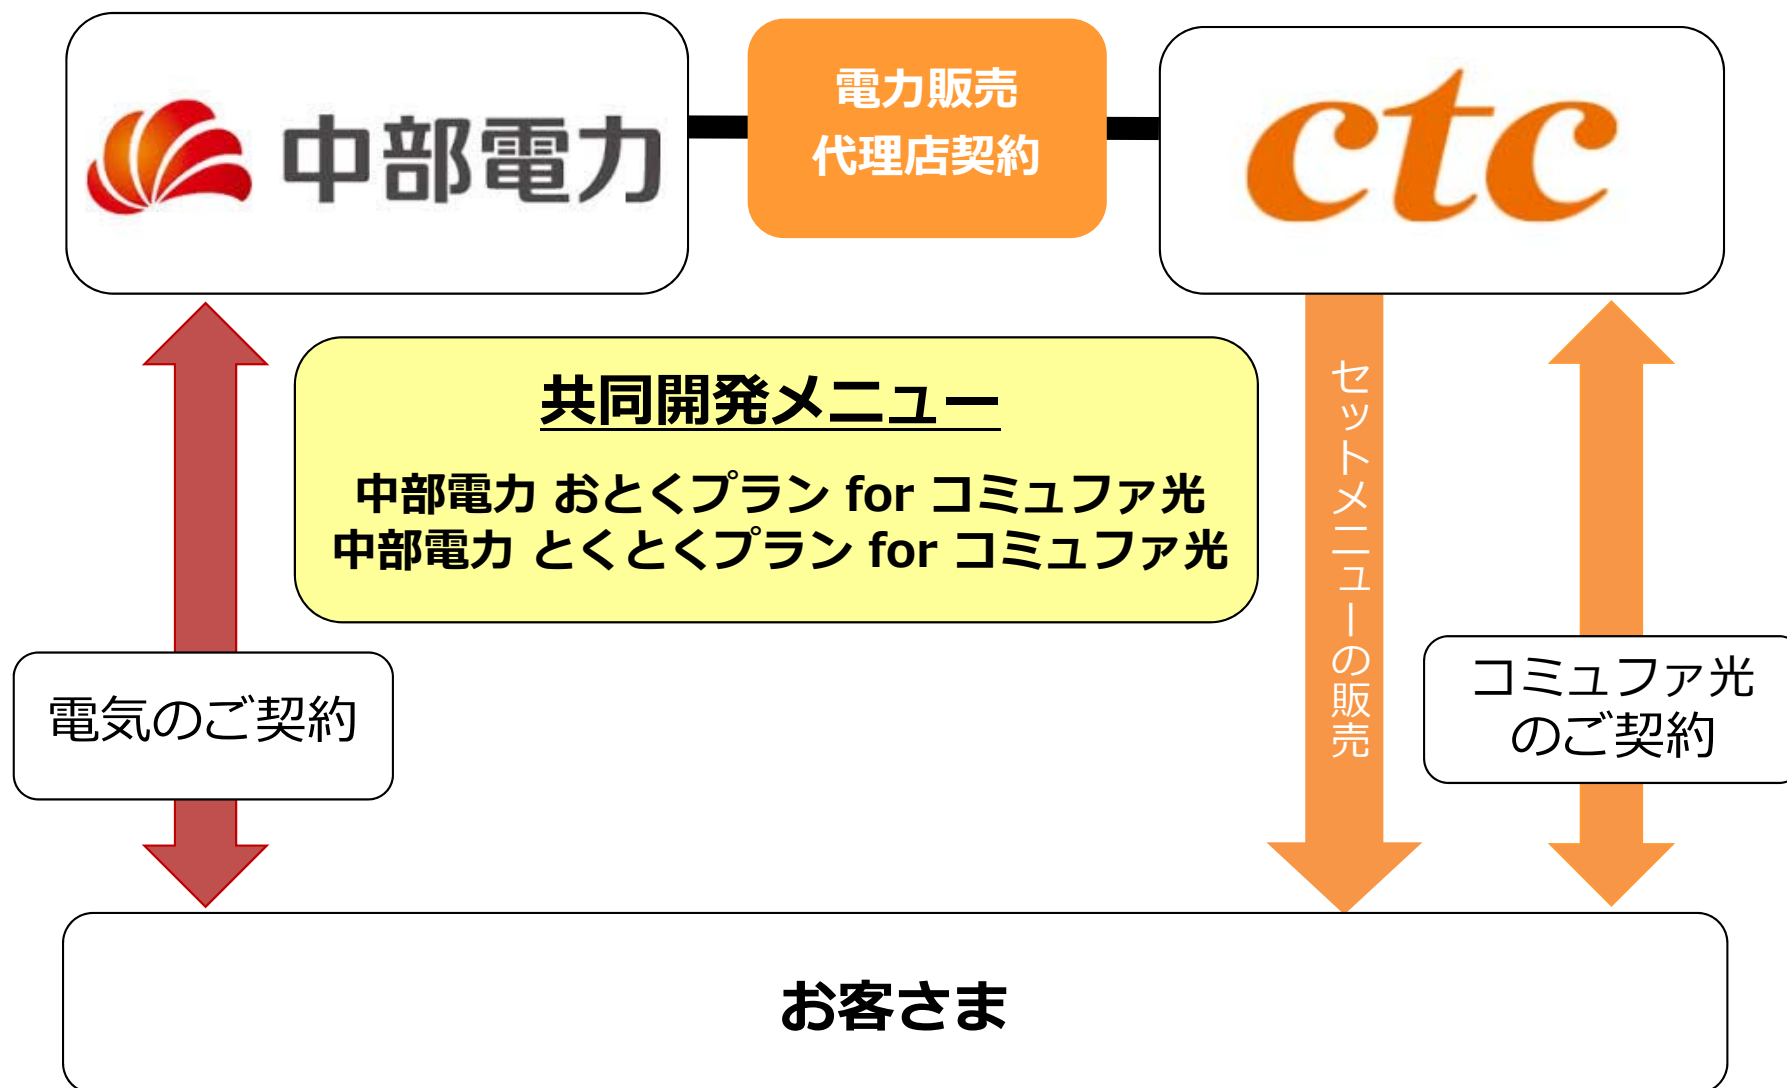 中部電力
電力販売
代理店契約
ctc
共同開発メニュー
中部電力 おとくプラン for コミュファ光
中部電力 とくとくプラン for コミュファ光
セットメニューの販売
電気のご契約
コミュファ光
のご契約
お客さま